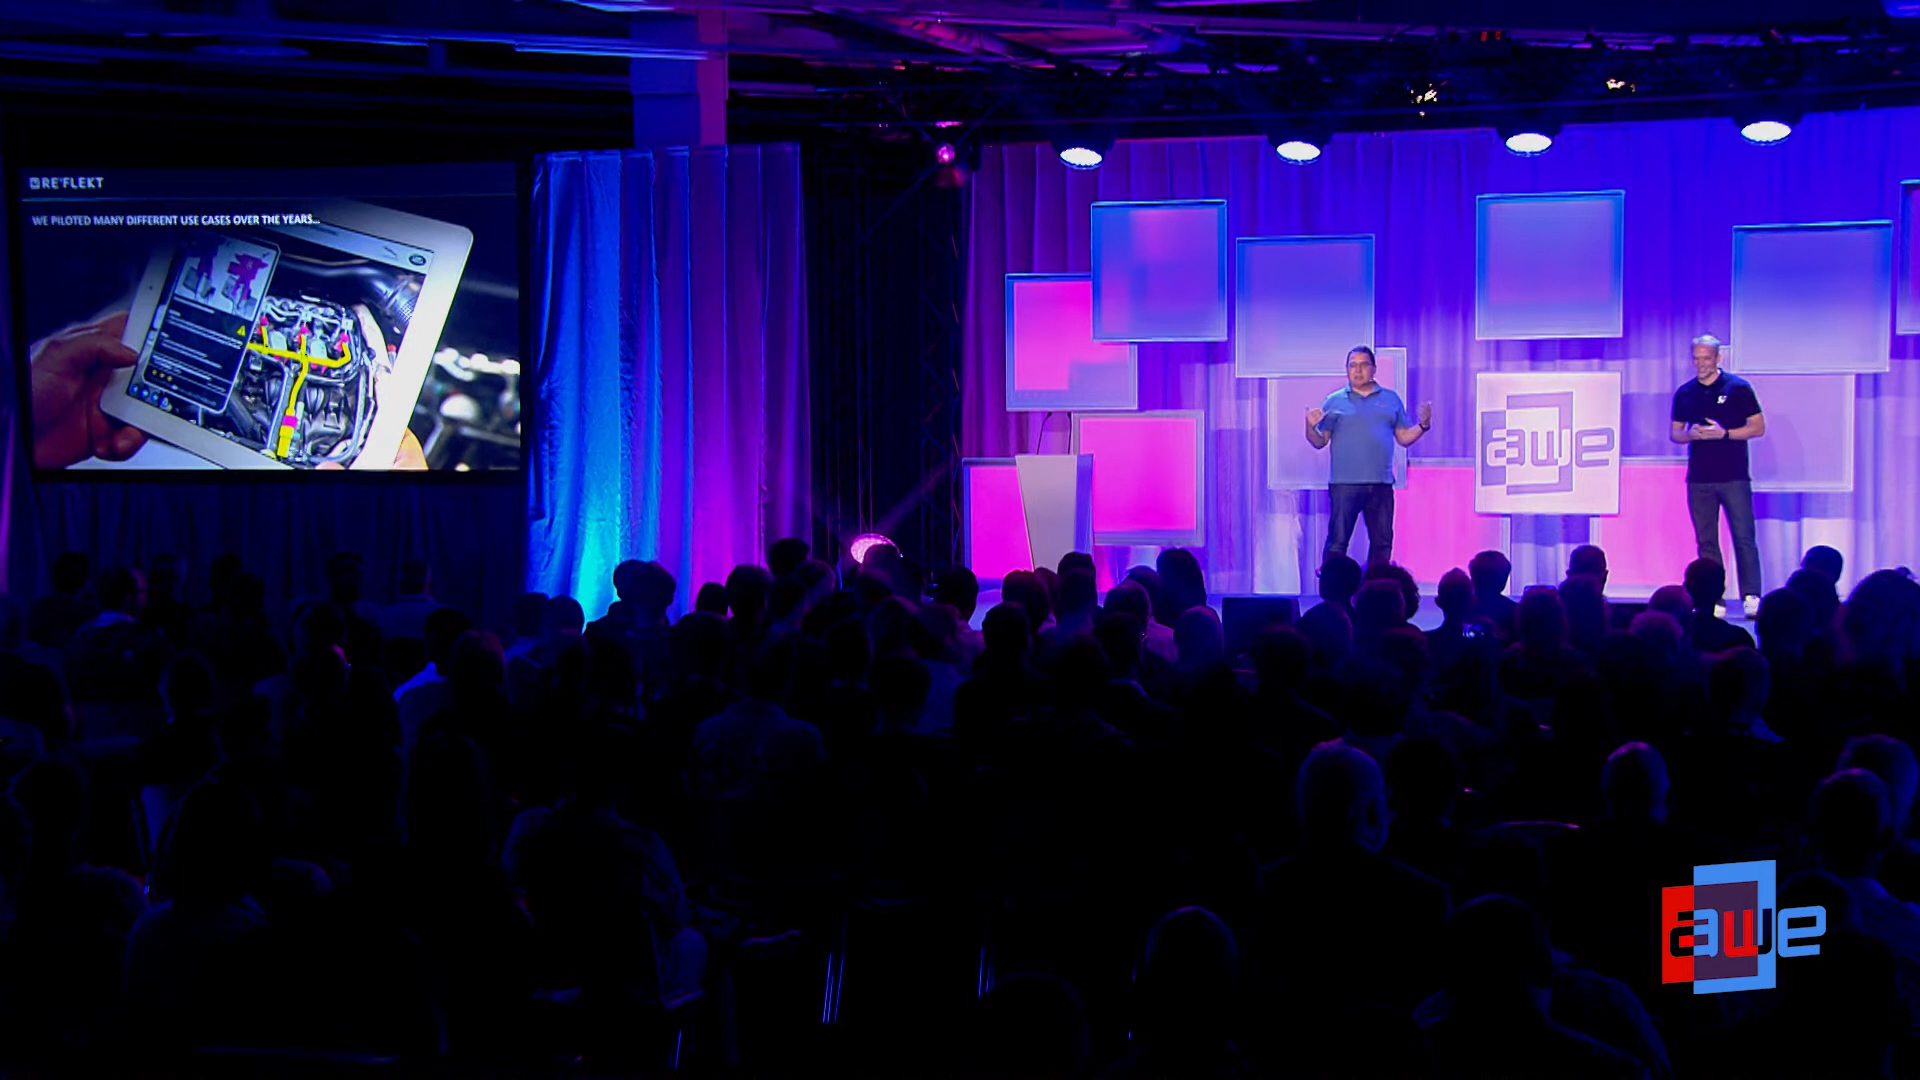 RE'FLEKT
WE PILOTED MANY DIFFERENT USE CASES OVER THE YEARS...
awe
awe